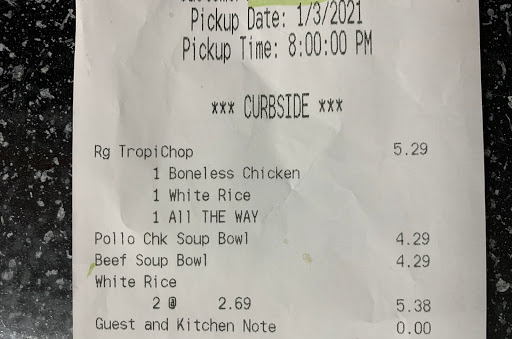 Pickup Date: 1/3/2021
Pickup Time: 8:00:00 PM
*** CURBSIDE ***
Rg TropiChop 5.29
1 Boneless Chicken
1 White Rice
1 All THE WAY
Pollo Chk Soup Bowl 4.29
Beef Soup Bowl 4.29
White Rice
2 @ 2.69 5.38
Guest and Kitchen Note 0.00